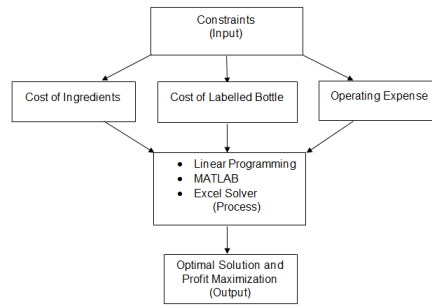 Constraints
(Input)
Cost of Ingredients
Cost of Labelled Bottle
Operating Expense
• Linear Programming
• MATLAB
• Excel Solver
(Process)
Optimal Solution and
Profit Maximization
(Output)